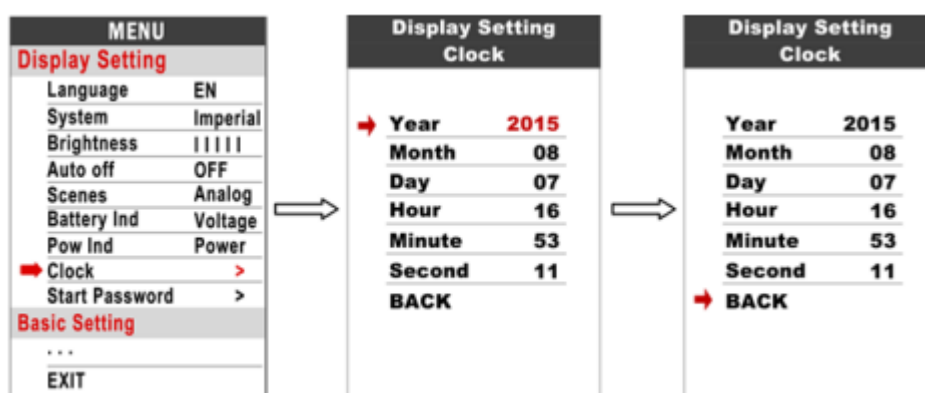 MENU
Display Setting
Language EN
System Imperial
Brightness | | | | |
Auto off OFF
Scenes Analog
Battery Ind Voltage
Pow Ind Power
Clock >
Start Password >
Basic Setting
...
EXIT
Display Setting
Clock
Year 2015
Month 08
Day 07
Hour 16
Minute 53
Second 11
BACK
Display Setting
Clock
Year 2015
Month 08
Day 07
Hour 16
Minute 53
Second 11
BACK